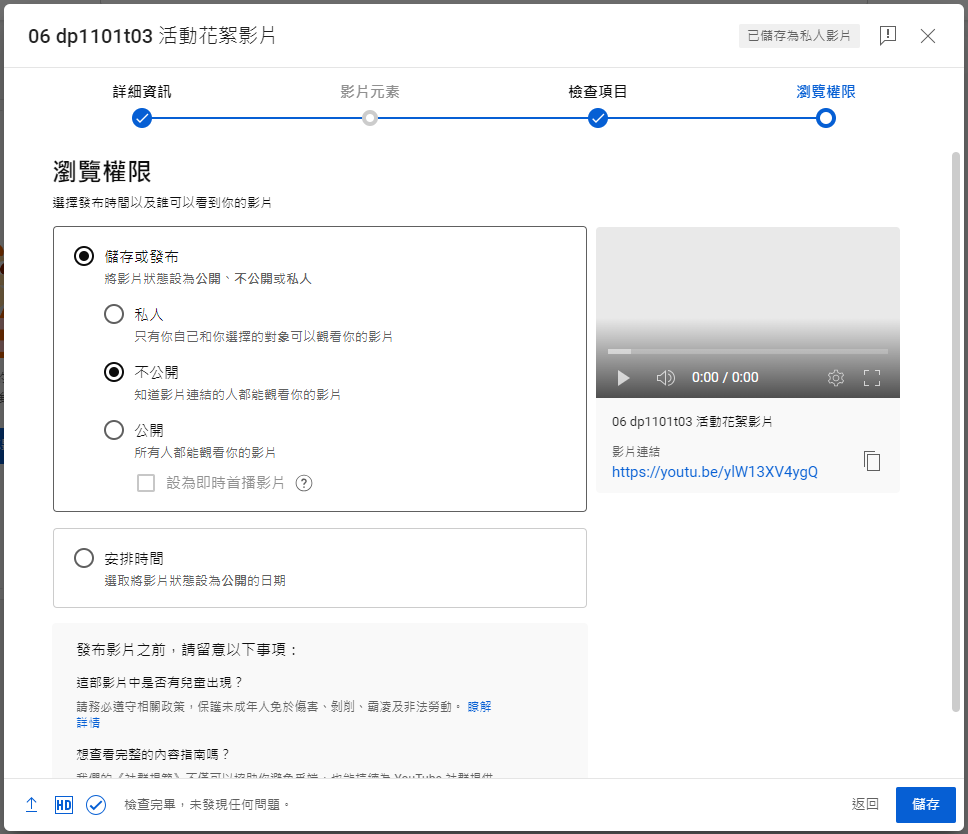 06 dp1101t03 活動花絮影片
已儲存為私人影片
詳細資訊
影片元素
檢查項目
瀏覽權限
瀏覽權限
選擇發布時間以及誰可以看到你的影片
儲存或發布
將影片狀態設為公開、不公開或私人
私人
只有你自己和你選擇的對象可以觀看你的影片
不公開
知道影片連結的人都能觀看你的影片
公開
所有人都能觀看你的影片
設為即時首播影片
0:00 / 0:00
06 dp1101t03 活動花絮影片
影片連結
https://youtu.be/ylW13XV4ygQ
安排時間
選取將影片狀態設為公開的日期
發布影片之前，請留意以下事項：
這部影片中是否有兒童出現？
請務必遵守相關政策，保護未成年人免於傷害、剝削、霸凌及非法勞動。瞭解
詳情
想查看完整的內容指南嗎？
HD
檢查完畢，未發現任何問題。
返回
儲存